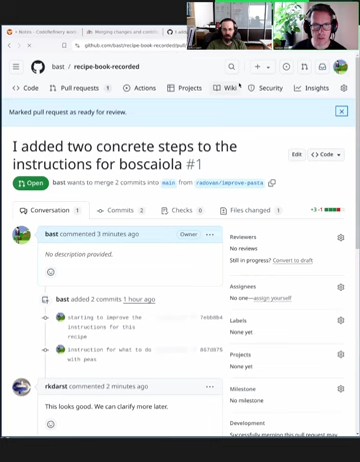 Notes · CodeRefinery
Merging changes and contribu
github.com/bast/recipe-book-recorded/pull/
bast / recipe-book-recorded
Code
Pull requests 1
Actions
Projects
Wiki
Security
Insights
Marked pull request as ready for review.
I added two concrete steps to the
instructions for boscaiola #1
Edit
Code
Open
bast wants to merge 2 commits into main from radovan/improve-pasta
Conversation 1
Commits 2
Checks 0
Files changed 1
+3 −1
bast commented 3 minutes ago
Owner
No description provided.
bast added 2 commits 1 hour ago
starting to improve the
instructions for this
recipe
instruction for what to do
with peas
rkdarst commented 2 minutes ago
This looks good. We can clarify more later.
Reviewers
No reviews
Still in progress? Convert to draft
Assignees
No one—assign yourself
Labels
None yet
Projects
None yet
Milestone
No milestone
Development
Successfully merging this pull request may